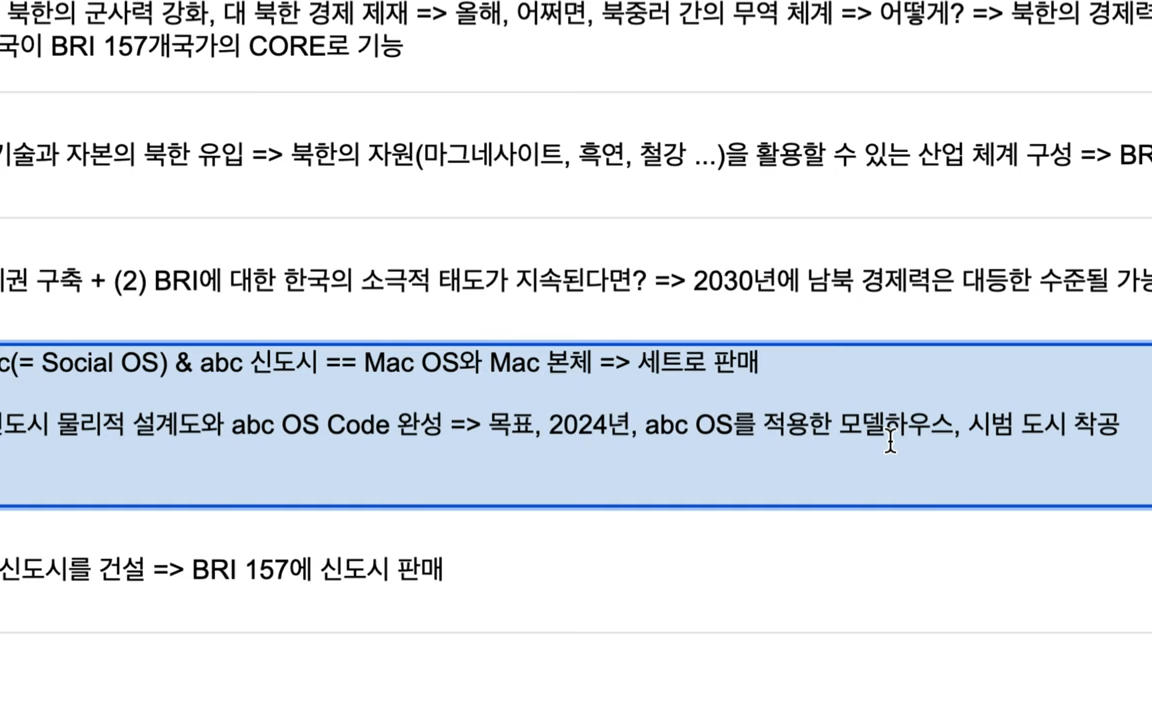 북한의 군사력 강화, 대 북한 경제 제재 => 올해, 어쩌면, 북중러 간의 무역 체계 => 어떻게? => 북한의 경제력
국이 BRI 157개국가의 CORE로 기능
기술과 자본의 북한 유입 => 북한의 자원(마그네사이트, 흑연, 철강 ...)을 활용할 수 있는 산업 체계 구성 => BR
권 구축 + (2) BRI에 대한 한국의 소극적 태도가 지속된다면? => 2030년에 남북 경제력은 대등한 수준될 가능
c(= Social OS) & abc 신도시 == Mac OS와 Mac 본체 => 세트로 판매
신도시 물리적 설계도와 abc OS Code 완성 => 목표, 2024년, abc OS를 적용한 모델하우스, 시범 도시 착공
신도시를 건설 => BRI 157에 신도시 판매